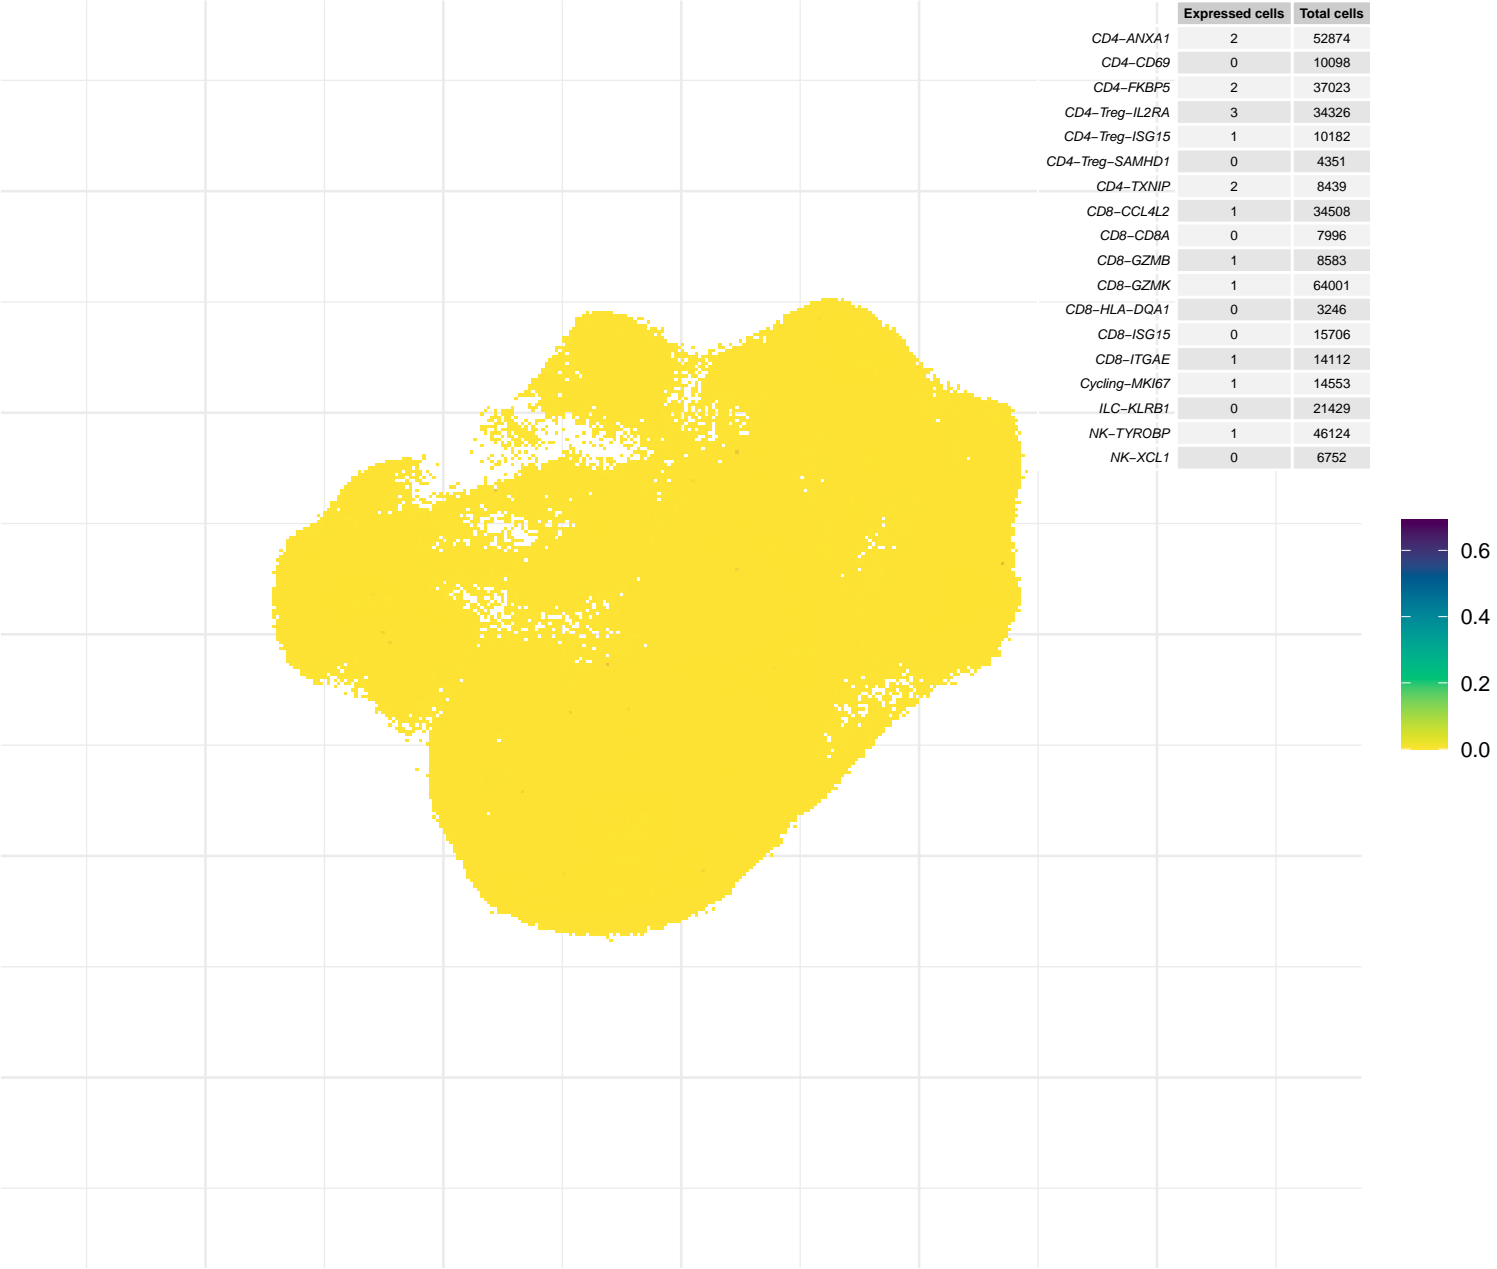 Expressed cells Total cells
CD4−ANXA1 2 52874
CD4−CD69 0 10098
CD4−FKBP5 2 37023
CD4−Treg−IL2RA 3 34326
CD4−Treg−ISG15 1 10182
CD4−Treg−SAMHD1 0 4351
CD4−TXNIP 2 8439
CD8−CCL4L2 1 34508
CD8−CD8A 0 7996
CD8−GZMB 1 8583
CD8−GZMK 1 64001
CD8−HLA−DQA1 0 3246
CD8−ISG15 0 15706
CD8−ITGAE 1 14112
Cycling−MKI67 1 14553
ILC−KLRB1 0 21429
NK−TYROBP 1 46124
NK−XCL1 0 6752
0.6
0.4
0.2
0.0